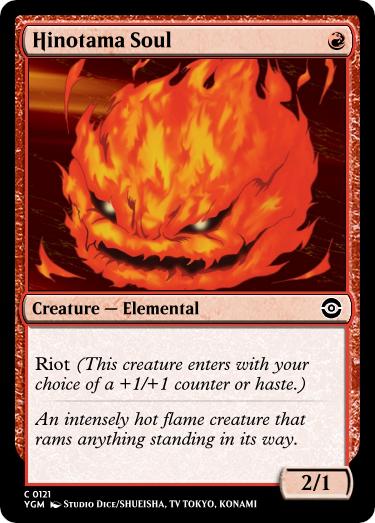 Hinotama Soul
Creature — Elemental
Riot (This creature enters with your
choice of a +1/+1 counter or haste.)
An intensely hot flame creature that
rams anything standing in its way.
2/1
C 0121
YGM Studio Dice/SHUEISHA, TV TOKYO, KONAMI